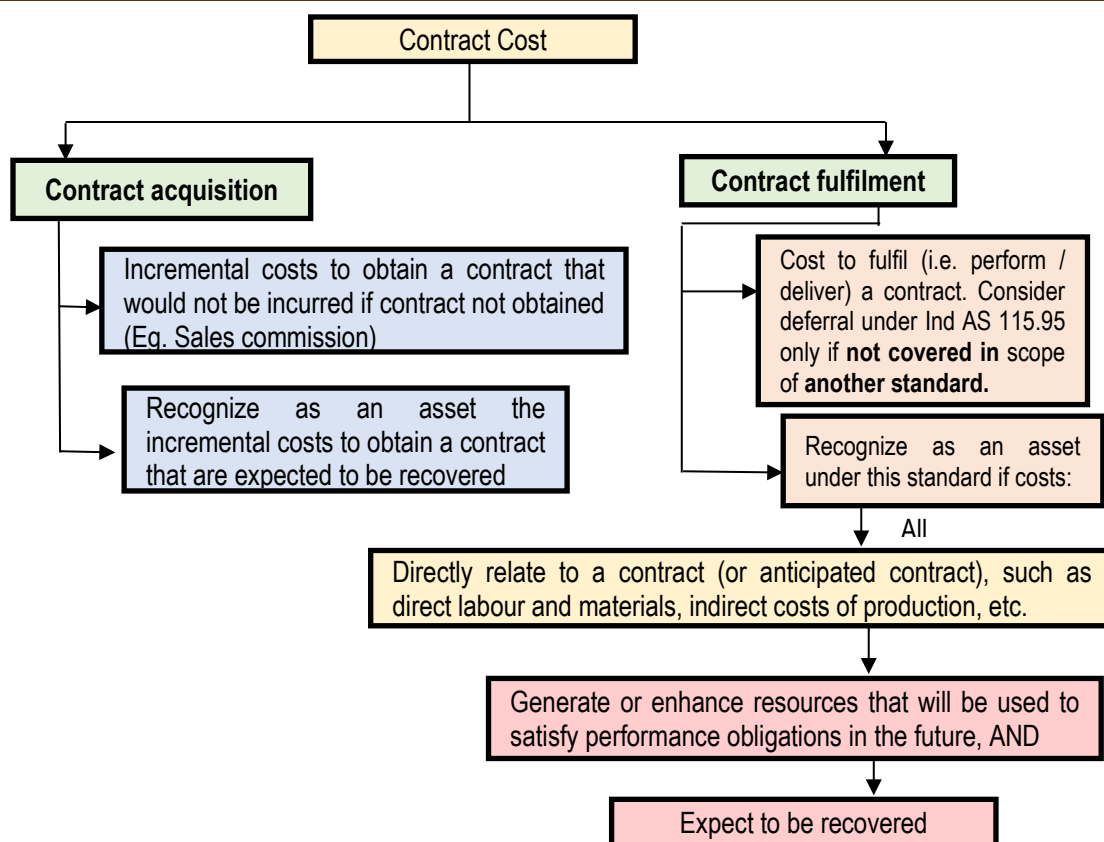 Contract Cost
Contract acquisition
Incremental costs to obtain a contract that
would not be incurred if contract not obtained
(Eg. Sales commission)
Recognize as an asset the
incremental costs to obtain a contract
that are expected to be recovered
Contract fulfilment
Cost to fulfil (i.e. perform /
deliver) a contract. Consider
deferral under Ind AS 115.95
only if not covered in scope
of another standard.
Recognize as an asset
under this standard if costs:
All
Directly relate to a contract (or anticipated contract), such as
direct labour and materials, indirect costs of production, etc.
Generate or enhance resources that will be used to
satisfy performance obligations in the future, AND
Expect to be recovered